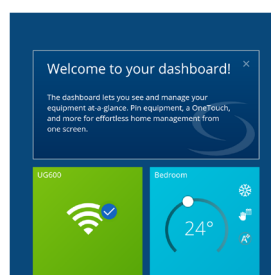 Welcome to your dashboard!
The dashboard lets you see and manage your
equipment at-a-glance. Pin equipment, a OneTouch,
and more for effortless home management from
one screen.
UG600
Bedroom
24°